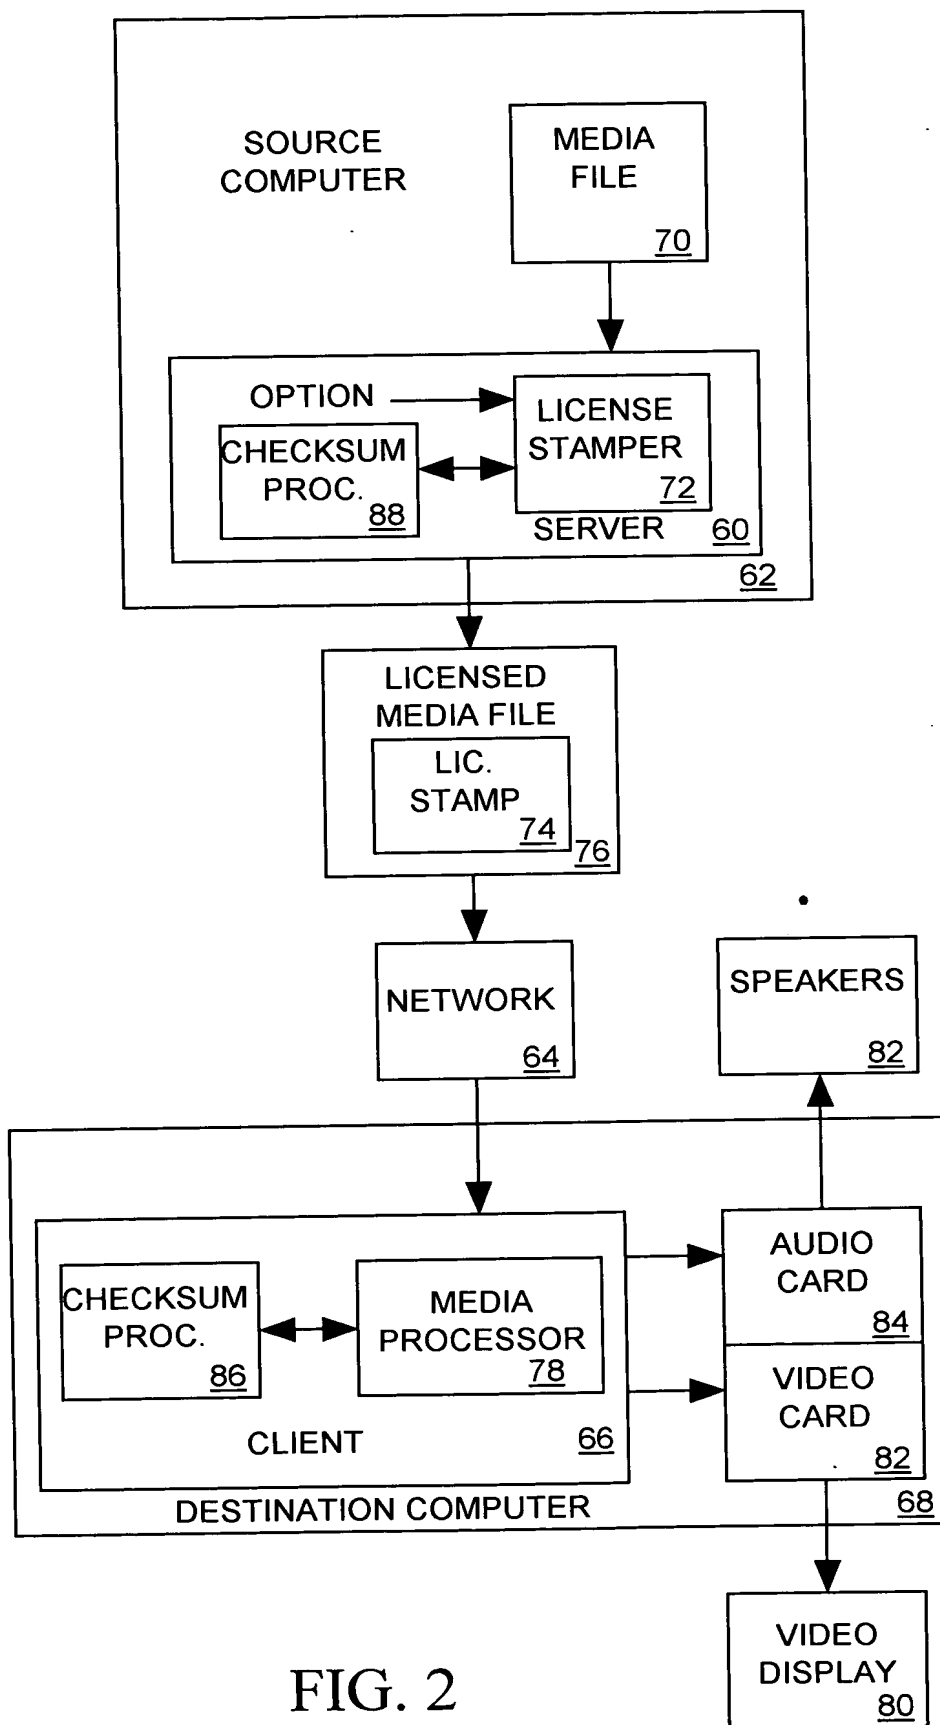 SOURCE
COMPUTER
MEDIA
FILE
70
OPTION
LICENSE
STAMPER
72
CHECKSUM
PROC.
88
SERVER
60
62
LICENSED
MEDIA FILE
LIC.
STAMP
74
76
NETWORK
64
SPEAKERS
82
CHECKSUM
PROC.
86
MEDIA
PROCESSOR
78
CLIENT
66
AUDIO
CARD
84
VIDEO
CARD
82
DESTINATION COMPUTER
68
VIDEO
DISPLAY
80
FIG. 2